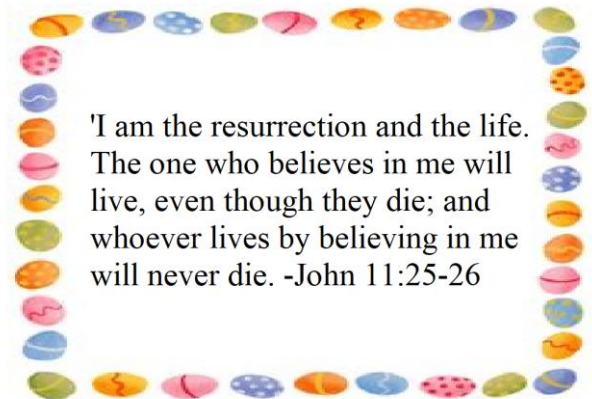 'I am the resurrection and the life.
The one who believes in me will
live, even though they die; and
whoever lives by believing in me
will never die. -John 11:25-26